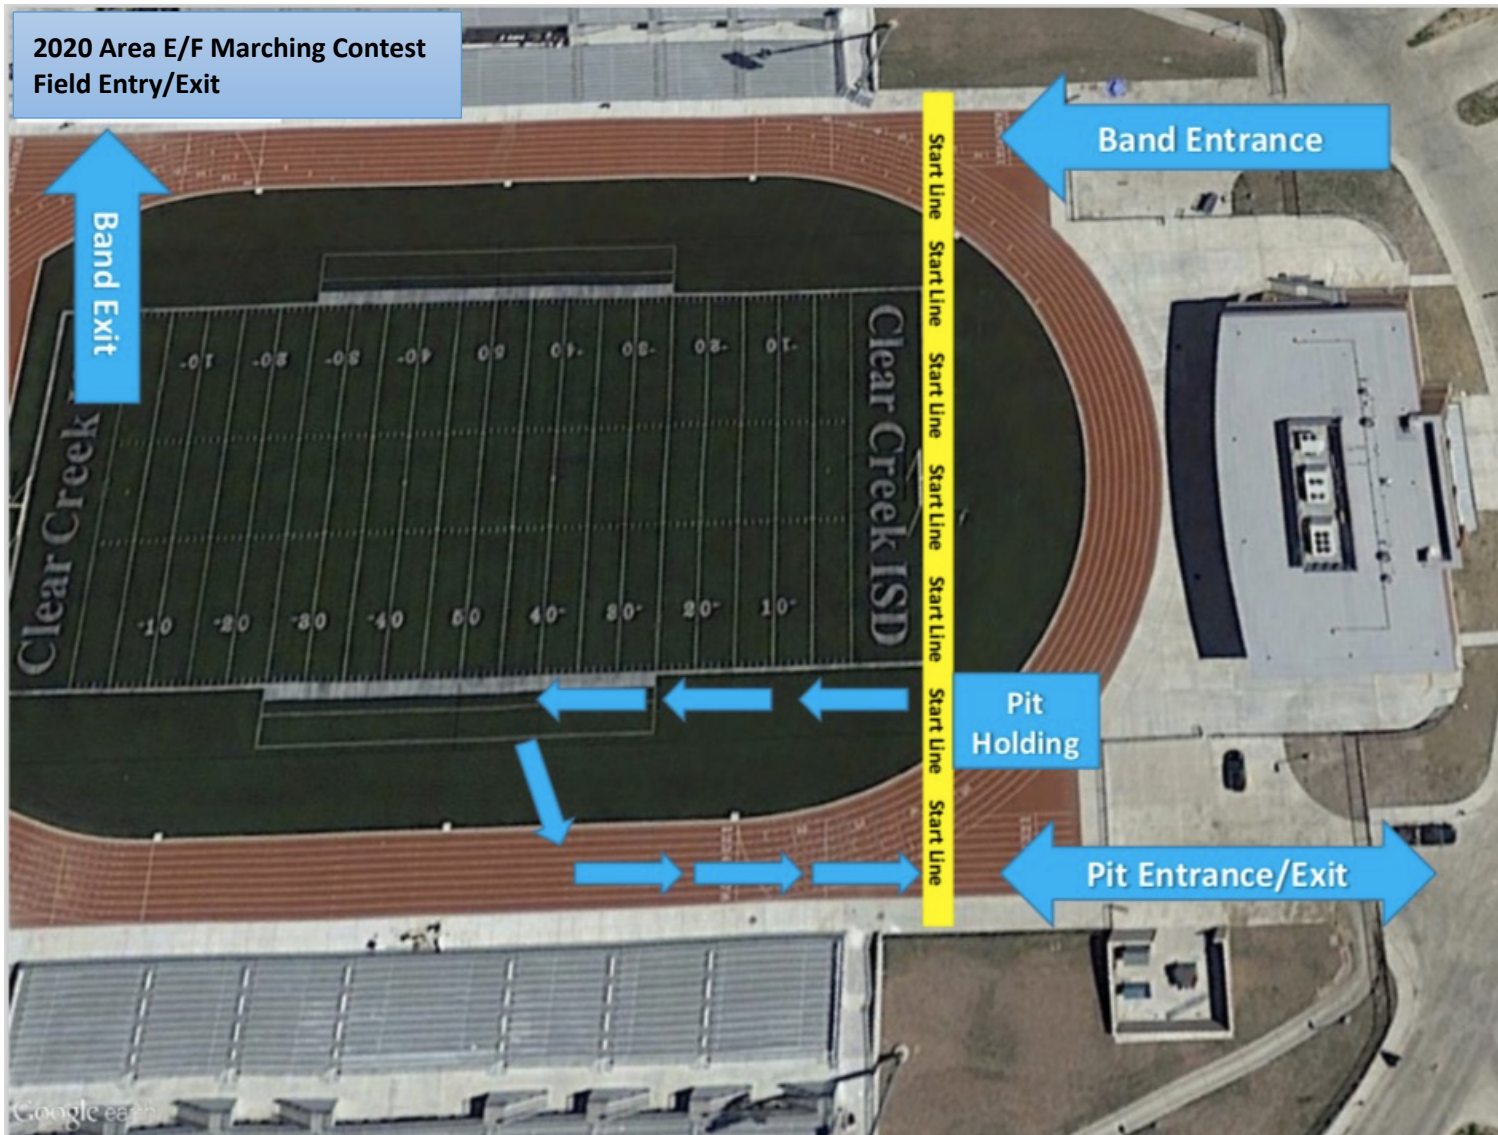 2020 Area E/F Marching Contest
Field Entry/Exit
Band Entrance
Band Exit
Start Line
Start Line
Start Line
Start Line
Start Line
Start Line
Start Line
-10 -20 -30 -40 50 40- 30- 20- 10-
Clear Creek
Clear Creek ISD
-10 -20 -30 -40 50 40- 30- 20- 10-
Pit
Holding
Pit Entrance/Exit
Google earth